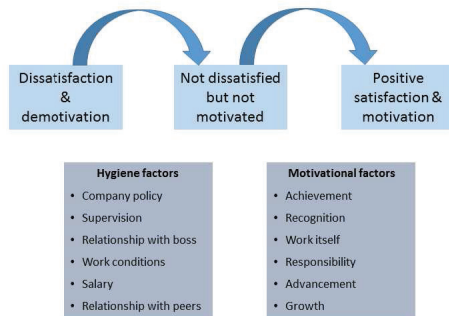 Dissatisfaction
&
demotivation
Not dissatisfied
but not
motivated
Positive
satisfaction &
motivation
Hygiene factors
• Company policy
• Supervision
• Relationship with boss
• Work conditions
• Salary
• Relationship with peers
Motivational factors
• Achievement
• Recognition
• Work itself
• Responsibility
• Advancement
• Growth